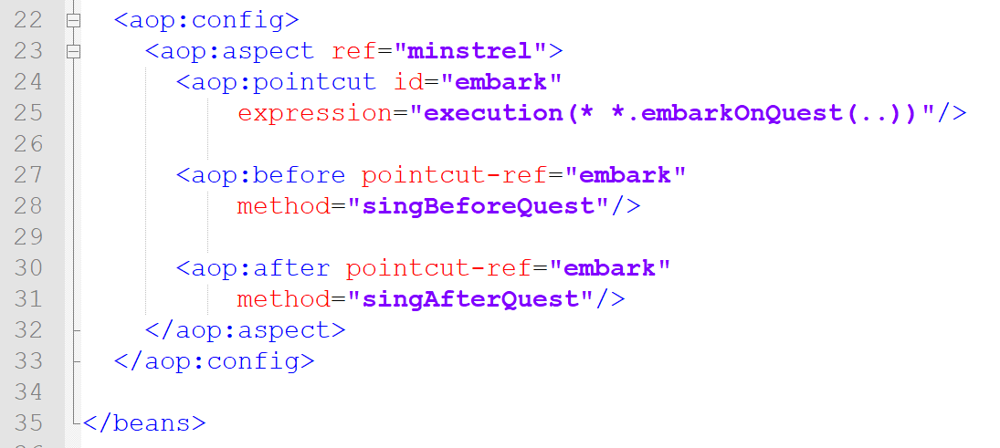 22 <aop:config>
23 <aop:aspect ref="minstrel">
24 <aop:pointcut id="embark"
25 expression="execution(* *.embarkOnQuest(..))"/>
26
27 <aop:before pointcut-ref="embark"
28 method="singBeforeQuest"/>
29
30 <aop:after pointcut-ref="embark"
31 method="singAfterQuest"/>
32 </aop:aspect>
33 </aop:config>
34
35 </beans>